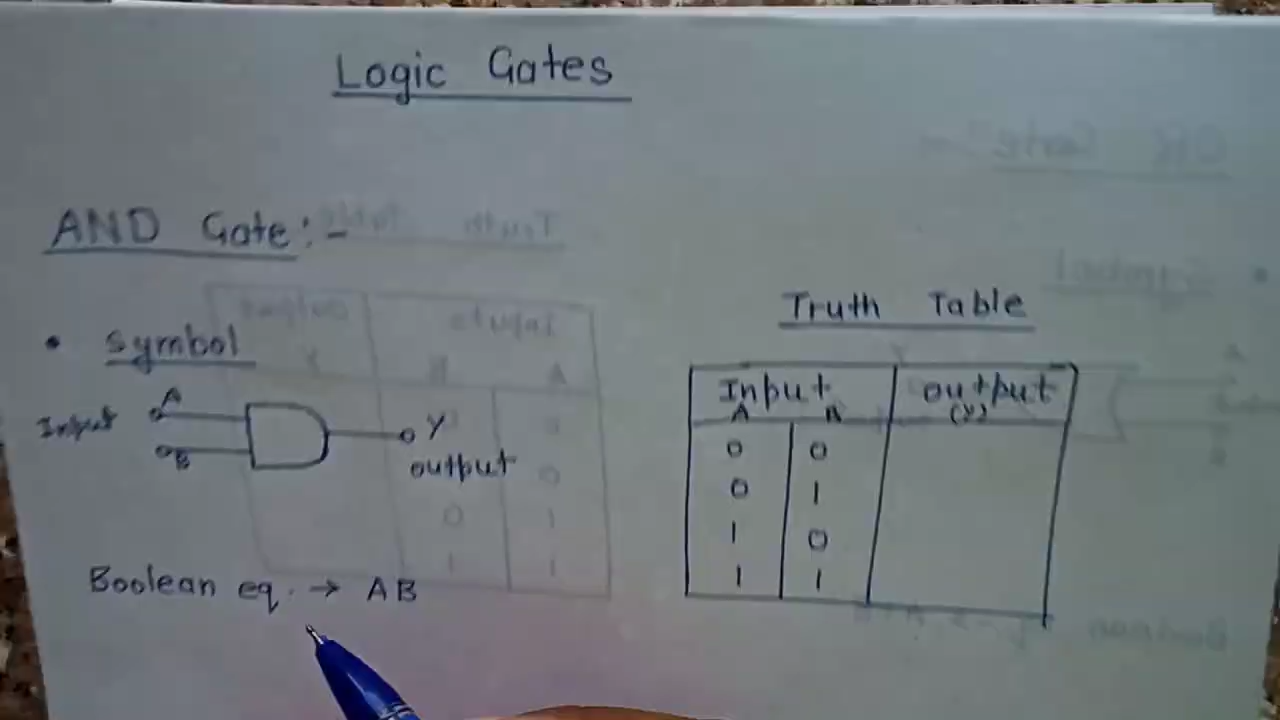 Logic Gates
AND Gate:-
• Symbol
Input A
B
Y
output
Boolean eq. → AB
Truth Table
Input output
A B (Y)
0 0
0 1
1 0
1 1